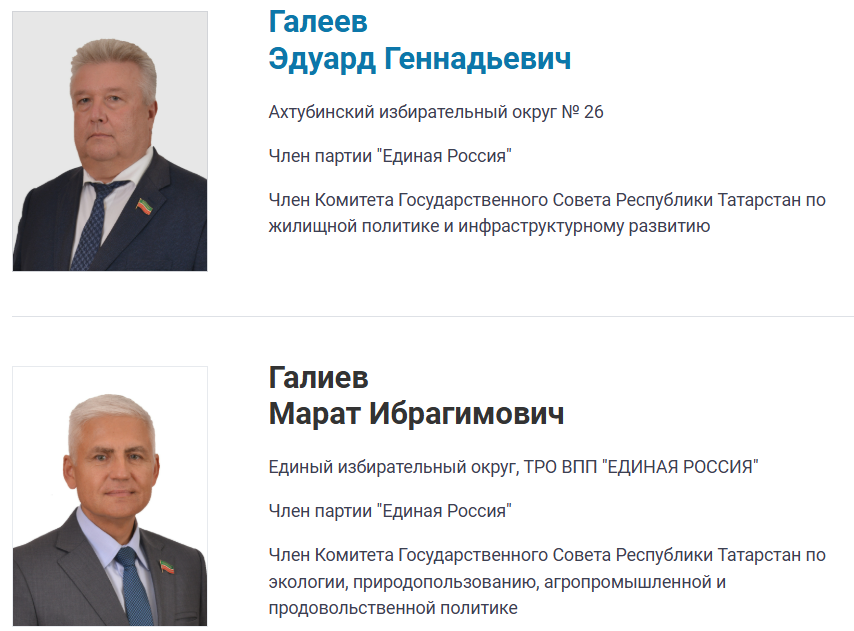 Галеев
Эдуард Геннадьевич
Ахтубинский избирательный округ № 26
Член партии "Единая Россия"
Член Комитета Государственного Совета Республики Татарстан по
жилищной политике и инфраструктурному развитию
Галиев
Марат Ибрагимович
Единый избирательный округ, ТРО ВПП "ЕДИНАЯ РОССИЯ"
Член партии "Единая Россия"
Член Комитета Государственного Совета Республики Татарстан по
экологии, природопользованию, агропромышленной и
продовольственной политике